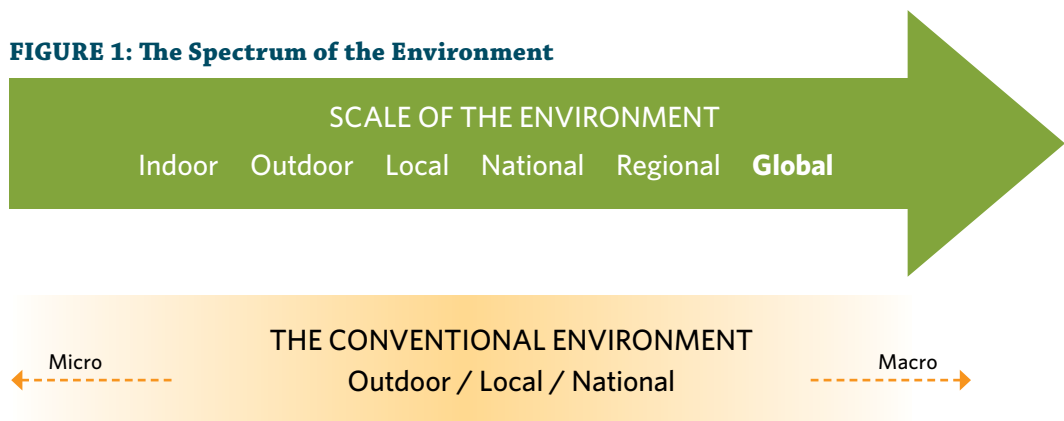 FIGURE 1: The Spectrum of the Environment
SCALE OF THE ENVIRONMENT
Indoor Outdoor Local National Regional Global
THE CONVENTIONAL ENVIRONMENT
Micro
Macro
Outdoor / Local / National